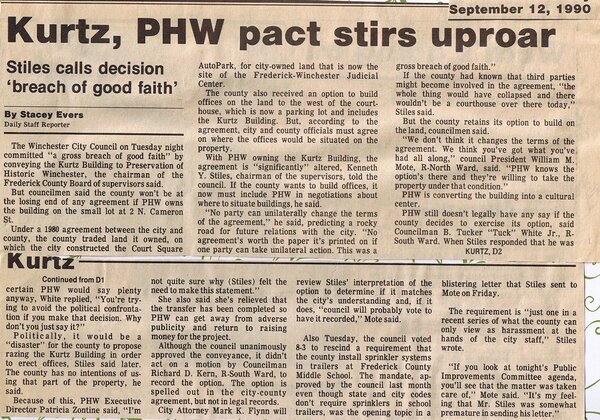 September 12, 1990
Kurtz, PHW pact stirs uproar
Stiles calls decision
'breach of good faith'
By Stacey Evers
Daily Staff Reporter
The Winchester City Council on Tuesday night
committed "a gross breach of good faith" by
conveying the Kurtz Building to Preservation of
Historic Winchester, the chairman of the
Frederick County Board of supervisors said.
But councilmen said the county won't be at
the losing end of any agreement if PHW owns
the building on the small lot at 2 N. Cameron
St.
Under a 1980 agreement between the city and
county, the county traded land it owned, on
which the city constructed the Court Square
AutoPark, for city-owned land that is now the
site of the Frederick-Winchester Judicial
Center.
The county also received an option to build
offices on the land to the west of the court-
house, which is now a parking lot and includes
the Kurtz Building. But, according to the
agreement, city and county officials must agree
on where the offices would be situated on the
property.
With PHW owning the Kurtz Building, the
agreement is "significantly" altered, Kenneth
Y. Stiles, chairman of the supervisors, told the
council. If the county wants to build offices, it
now must include PHW in negotiations about
where to situate buildings, he said.
"No party can unilaterally change the terms
of the agreement," he said, predicting a rocky
road for future relations with the city. "No
agreement's worth the paper it's printed on if
one party can take unilateral action. This was a
gross breach of good faith."
If the county had known that third parties
might become involved in the agreement, "the
whole thing would have collapsed and there
wouldn't be a courthouse over there today,"
Stiles said.
But the county retains its option to build on
the land, councilmen said.
"We don't think it changes the terms of the
agreement. We think you've got what you've
had all along," council President William M.
Mote, R-North Ward, said. "PHW knows the
option's there and they're willing to take the
property under that condition."
PHW is converting the building into a cultural
center.
PHW still doesn't legally have any say if the
county decides to exercise its option, said
Councilman B. Tucker "Tuck" White Jr., R-
South Ward. When Stiles responded that he was
KURTZ, D2
Kurtz
Continued from D1
certain PHW would say plenty
anyway, White replied, "You're try-
ing to avoid the political confronta-
tion if you make that decision. Why
don't you just say it?"
Politically, it would be a
"disaster" for the county to propose
razing the Kurtz Building in order
to erect offices, Stiles said later. The
county has no intentions of us-
ing that part of the property, he
said.
Because of this, PHW Executive
Director Patricia Zontine said, "I'm
not quite sure why (Stiles) felt the
need to make this statement."
She also said she's relieved that
the transfer has been completed so
PHW can get away from adverse
publicity and return to raising
money for the project.
Although the council unanimously
approved the conveyance, it didn't
act on a motion by Councilman
Richard D. Kern, R-South Ward, to
record the option. The option is
spelled out in the city-county
agreement, but not in legal records.
City Attorney Mark K. Flynn will
review Stiles' interpretation of the
option to determine if it matches
the city's understanding and, if it
does, "council will probably vote to
have it recorded," Mote said.
Also Tuesday, the council voted
8-3 to reaffirm a requirement that
the county install sprinkler systems
in trailers at Frederick County
Middle School. The mandate, ap-
proved by the council last month
even though state and city codes
don't require sprinklers in school
trailers, was the opening topic in a
blistering letter that Stiles sent to
Mote on Friday.
The requirement is "just one in a
recent series of what the county can
only view as harassment at the
hands of the city staff," Stiles
wrote.
"If you look at tonight's Public
Improvements Committee agenda,
you'll see that the matter was taken
care of," Mote said. "It's my feel-
ing that Mr. Stiles was somewhat
premature in sending his letter."